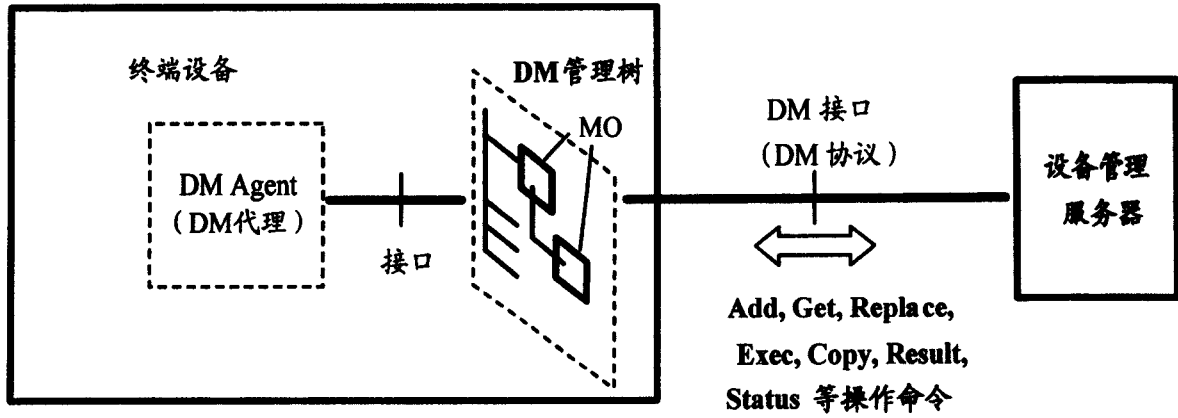 终端设备
DM Agent
（DM代理）
接口
DM管理树
MO
DM 接口
（DM 协议）
Add, Get, Replace,
Exec, Copy, Result,
Status 等操作命令
设备管理
服务器